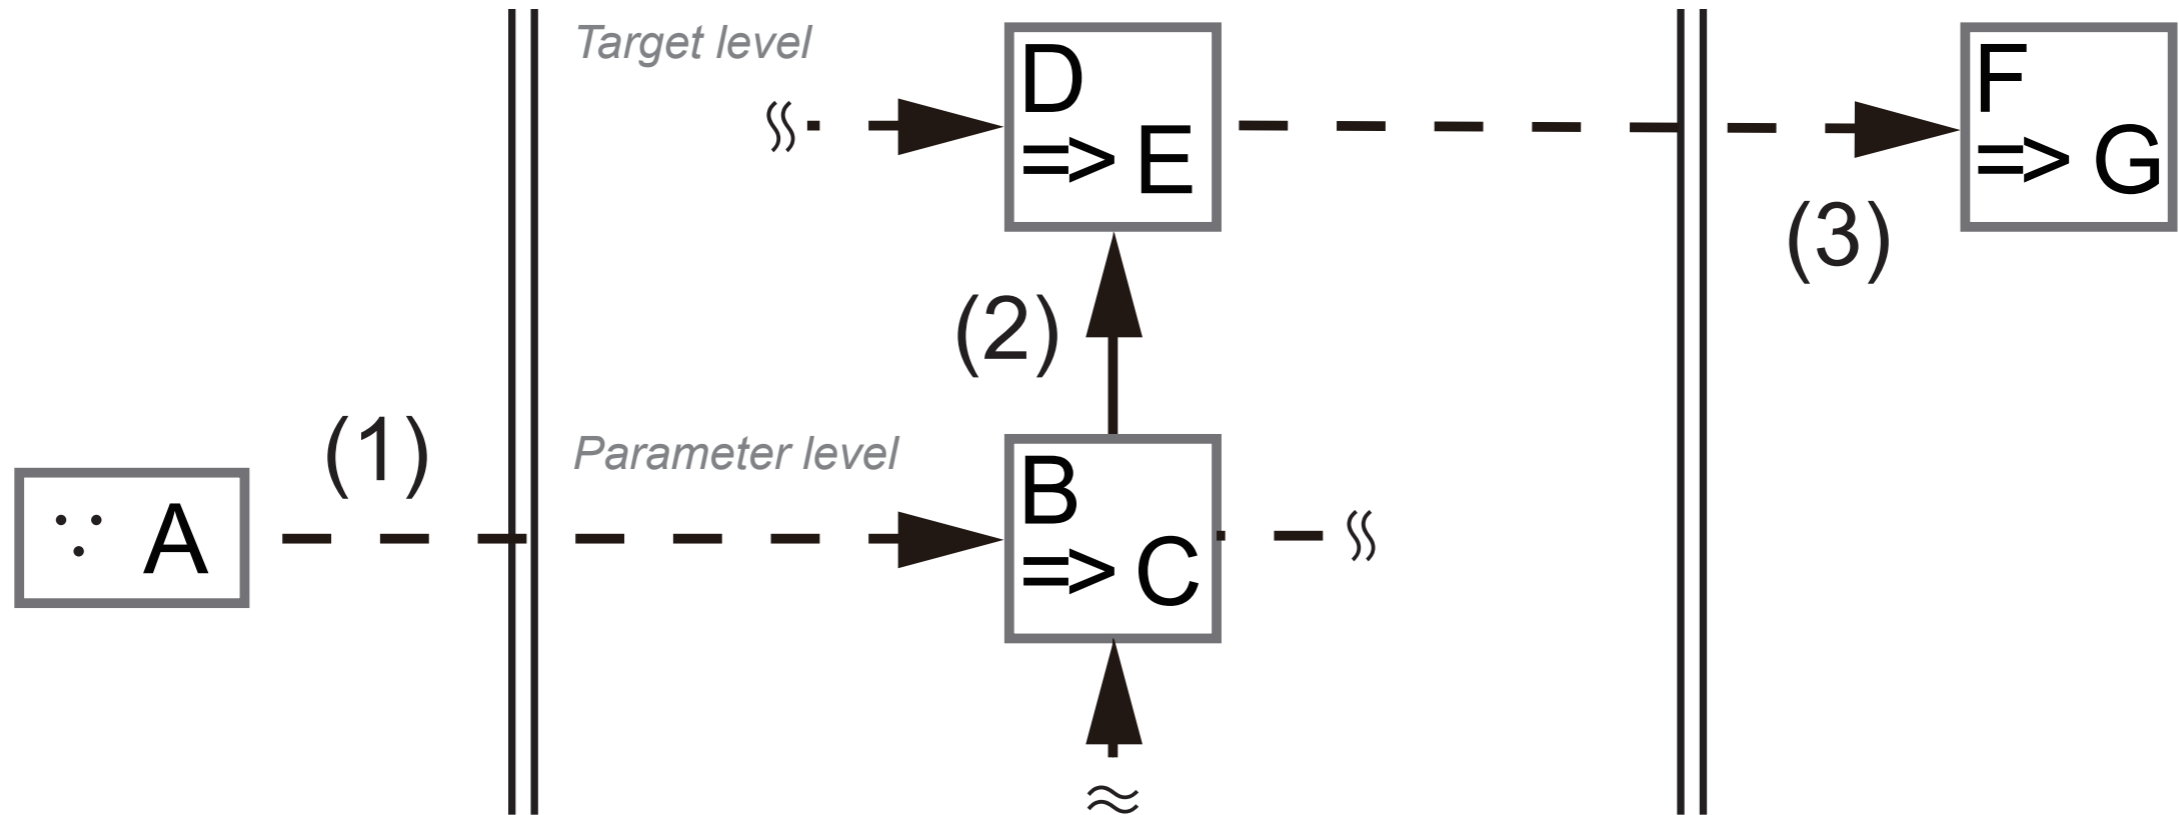 Target level
D
=> E
F
=> G
(3)
(2)
(1)
Parameter level
∵ A
B
=> C